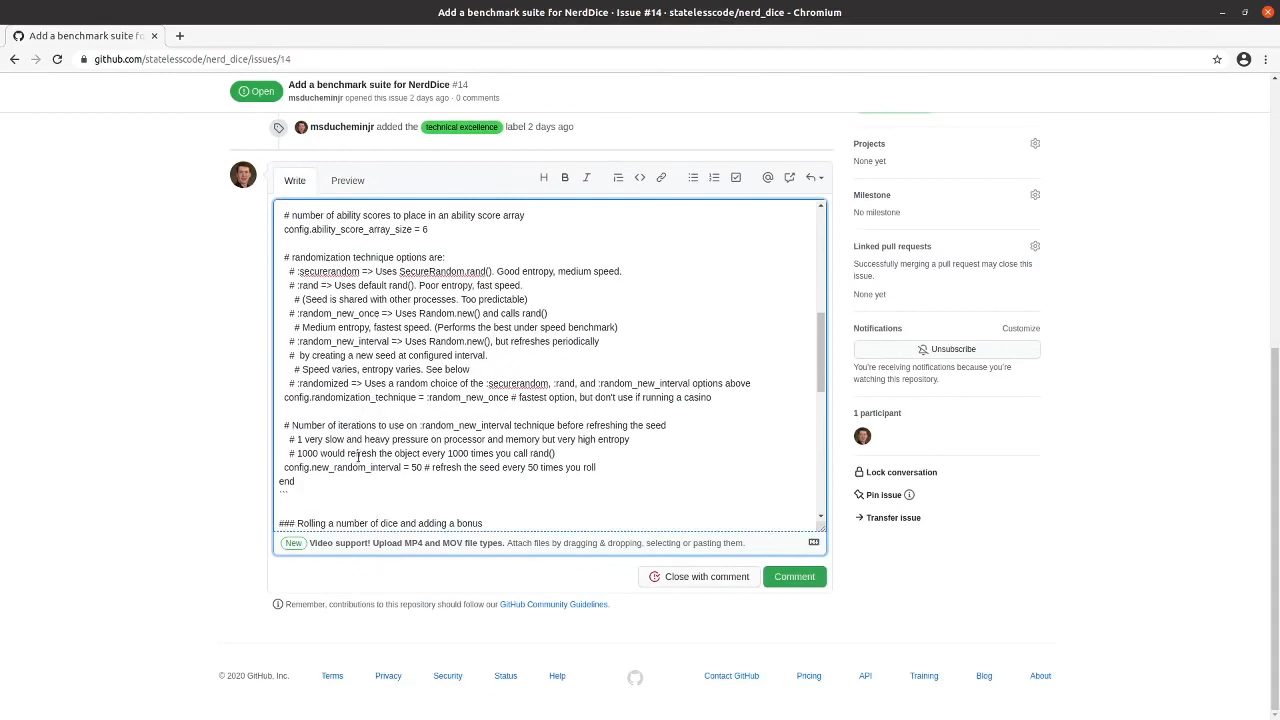 Add a benchmark suite for NerdDice · Issue #14 · statelesscode/nerd_dice - Chromium
Add a benchmark suite fo
github.com/statelesscode/nerd_dice/issues/14
Open
Add a benchmark suite for NerdDice #14
msducheminjr opened this issue 2 days ago · 0 comments
msducheminjr added the technical excellence label 2 days ago
Write
Preview
# number of ability scores to place in an ability score array
config.ability_score_array_size = 6
# randomization technique options are:
# :securerandom => Uses SecureRandom.rand(). Good entropy, medium speed.
# :rand => Uses default rand(). Poor entropy, fast speed.
# (Seed is shared with other processes. Too predictable)
# :random_new_once => Uses Random.new() and calls rand()
# Medium entropy, fastest speed. (Performs the best under speed benchmark)
# :random_new_interval => Uses Random.new(), but refreshes periodically
# by creating a new seed at configured interval.
# Speed varies, entropy varies. See below
# :randomized => Uses a random choice of the :securerandom, :rand, and :random_new_interval options above
config.randomization_technique = :random_new_once # fastest option, but don't use if running a casino
# Number of iterations to use on :random_new_interval technique before refreshing the seed
# 1 very slow and heavy pressure on processor and memory but very high entropy
# 1000 would refresh the object every 1000 times you call rand()
config.new_random_interval = 50 # refresh the seed every 50 times you roll
end
```
### Rolling a number of dice and adding a bonus
New Video support! Upload MP4 and MOV file types. Attach files by dragging & dropping, selecting or pasting them.
Close with comment
Comment
Remember, contributions to this repository should follow our GitHub Community Guidelines.
Projects
None yet
Milestone
No milestone
Linked pull requests
Successfully merging a pull request may close this
issue.
None yet
Notifications
Customize
Unsubscribe
You're receiving notifications because you're
watching this repository.
1 participant
Lock conversation
Pin issue
Transfer issue
© 2020 GitHub, Inc.
Terms
Privacy
Security
Status
Help
Contact GitHub
Pricing
API
Training
Blog
About